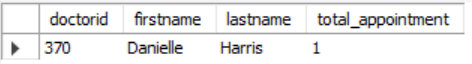 doctorid firstname lastname total_appointment
370 Danielle Harris 1